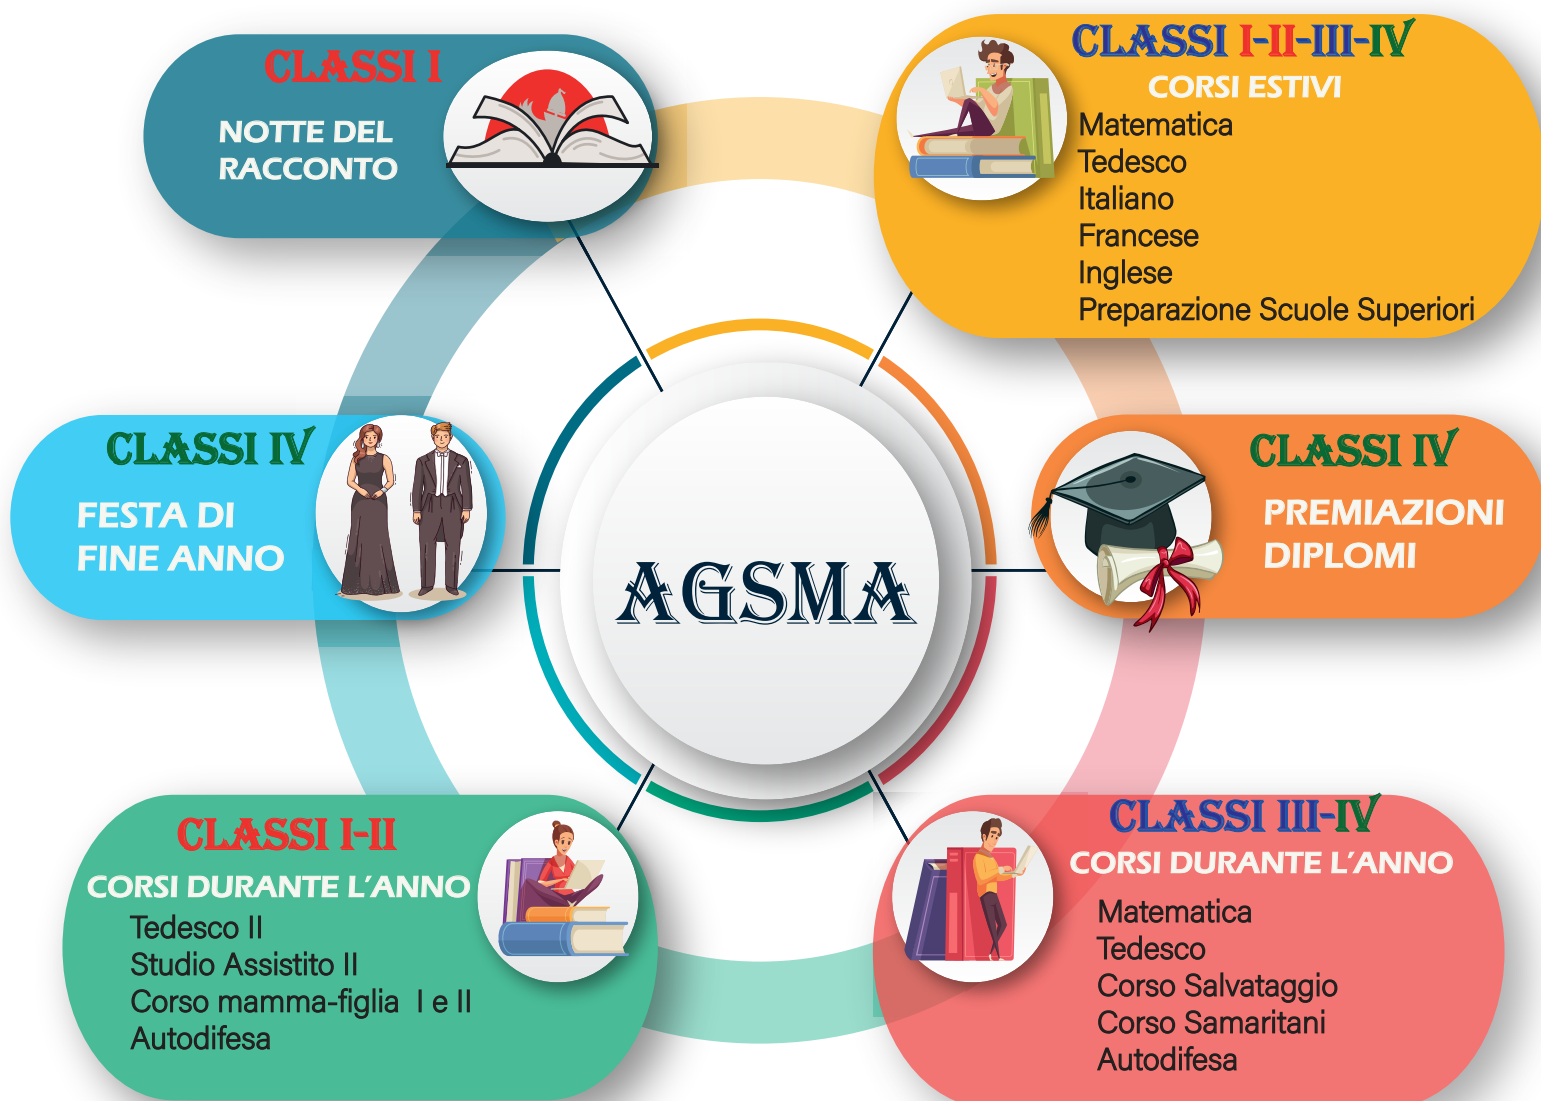 CLASSI I
NOTTE DEL
RACCONTO
CLASSI I-II-III-IV
CORSI ESTIVI
Matematica
Tedesco
Italiano
Francese
Inglese
Preparazione Scuole Superiori
CLASSI IV
FESTA DI
FINE ANNO
AGSMA
CLASSI IV
PREMIAZIONI
DIPLOMI
CLASSI I-II
CORSI DURANTE L'ANNO
Tedesco II
Studio Assistito II
Corso mamma-figlia I e II
Autodifesa
CLASSI III-IV
CORSI DURANTE L'ANNO
Matematica
Tedesco
Corso Salvataggio
Corso Samaritani
Autodifesa